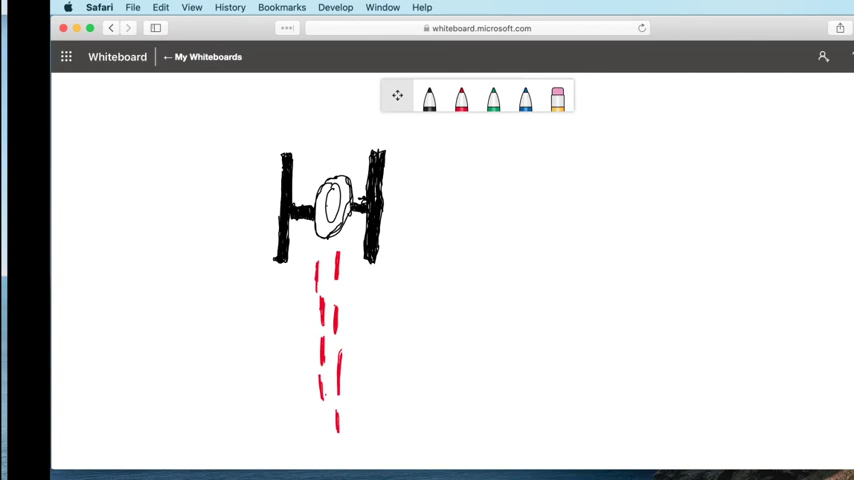 Safari File Edit View History Bookmarks Develop Window Help
whiteboard.microsoft.com
Whiteboard ← My Whiteboards